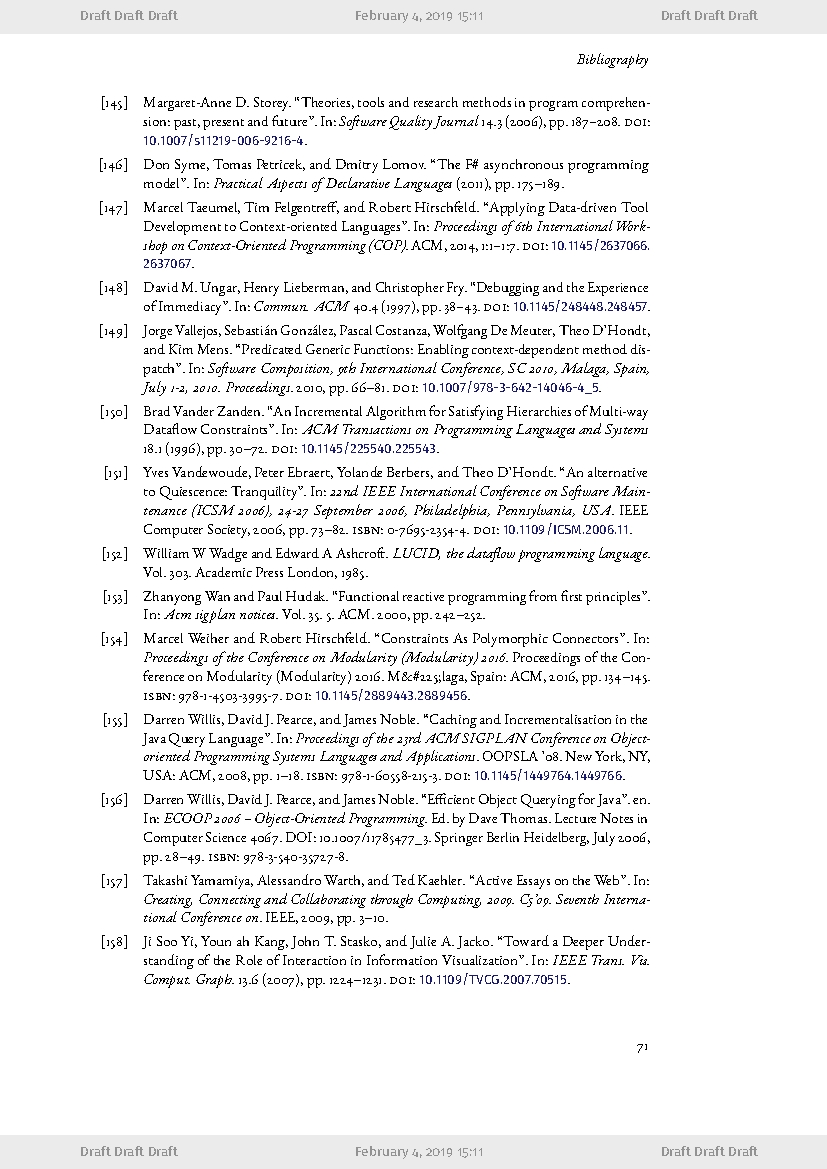 Draft Draft Draft February 4, 2019 15:11 Draft Draft Draft
Bibliography
[145] Margaret-Anne D. Storey. “Theories, tools and research methods in program comprehen-
sion: past, present and future”. In: Software Quality Journal 14.3 (2006), pp. 187–208. DOI:
10.1007/s11219-006-9216-4.
[146] Don Syme, Tomas Petricek, and Dmitry Lomov. “The F# asynchronous programming
model”. In: Practical Aspects of Declarative Languages (2011), pp. 175–189.
[147] Marcel Taeumel, Tim Felgentreff, and Robert Hirschfeld. “Applying Data-driven Tool
Development to Context-oriented Languages”. In: Proceedings of 6th International Work-
shop on Context-Oriented Programming (COP). ACM, 2014, 1:1–1:7. DOI: 10.1145/2637066.
2637067.
[148] David M. Ungar, Henry Lieberman, and Christopher Fry. “Debugging and the Experience
of Immediacy”. In: Commun. ACM 40.4 (1997), pp. 38–43. DOI: 10.1145/248448.248457.
[149] Jorge Vallejos, Sebastián González, Pascal Costanza, Wolfgang De Meuter, Theo D’Hondt,
and Kim Mens. “Predicated Generic Functions: Enabling context-dependent method dis-
patch”. In: Software Composition, 9th International Conference, SC 2010, Malaga, Spain,
July 1-2, 2010. Proceedings. 2010, pp. 66–81. DOI: 10.1007/978-3-642-14046-4_5.
[150] Brad Vander Zanden. “An Incremental Algorithm for Satisfying Hierarchies of Multi-way
Dataflow Constraints”. In: ACM Transactions on Programming Languages and Systems
18.1 (1996), pp. 30–72. DOI: 10.1145/225540.225543.
[151] Yves Vandewoude, Peter Ebraert, Yolande Berbers, and Theo D’Hondt. “An alternative
to Quiescence: Tranquility”. In: 22nd IEEE International Conference on Software Main-
tenance (ICSM 2006), 24-27 September 2006, Philadelphia, Pennsylvania, USA. IEEE
Computer Society, 2006, pp. 73–82. ISBN: 0-7695-2354-4. DOI: 10.1109/ICSM.2006.11.
[152] William W Wadge and Edward A Ashcroft. LUCID, the dataflow programming language.
Vol. 303. Academic Press London, 1985.
[153] Zhanyong Wan and Paul Hudak. “Functional reactive programming from first principles”.
In: Acm sigplan notices. Vol. 35. 5. ACM. 2000, pp. 242–252.
[154] Marcel Weiher and Robert Hirschfeld. “Constraints As Polymorphic Connectors”. In:
Proceedings of the Conference on Modularity (Modularity) 2016. Proceedings of the Con-
ference on Modularity (Modularity) 2016. M&#225;laga, Spain: ACM, 2016, pp. 134–145.
ISBN: 978-1-4503-3995-7. DOI: 10.1145/2889443.2889456.
[155] Darren Willis, David J. Pearce, and James Noble. “Caching and Incrementalisation in the
Java Query Language”. In: Proceedings of the 23rd ACM SIGPLAN Conference on Object-
oriented Programming Systems Languages and Applications. OOPSLA ’08. New York, NY,
USA: ACM, 2008, pp. 1–18. ISBN: 978-1-60558-215-3. DOI: 10.1145/1449764.1449766.
[156] Darren Willis, David J. Pearce, and James Noble. “Efficient Object Querying for Java”. en.
In: ECOOP 2006 – Object-Oriented Programming. Ed. by Dave Thomas. Lecture Notes in
Computer Science 4067. DOI: 10.1007/11785477_3. Springer Berlin Heidelberg, July 2006,
pp. 28–49. ISBN: 978-3-540-35727-8.
[157] Takashi Yamamiya, Alessandro Warth, and Ted Kaehler. “Active Essays on the Web”. In:
Creating, Connecting and Collaborating through Computing, 2009. C5’09. Seventh Interna-
tional Conference on. IEEE, 2009, pp. 3–10.
[158] Ji Soo Yi, Youn ah Kang, John T. Stasko, and Julie A. Jacko. “Toward a Deeper Under-
standing of the Role of Interaction in Information Visualization”. In: IEEE Trans. Vis.
Comput. Graph. 13.6 (2007), pp. 1224–1231. DOI: 10.1109/TVCG.2007.70515.
71
Draft Draft Draft February 4, 2019 15:11 Draft Draft Draft